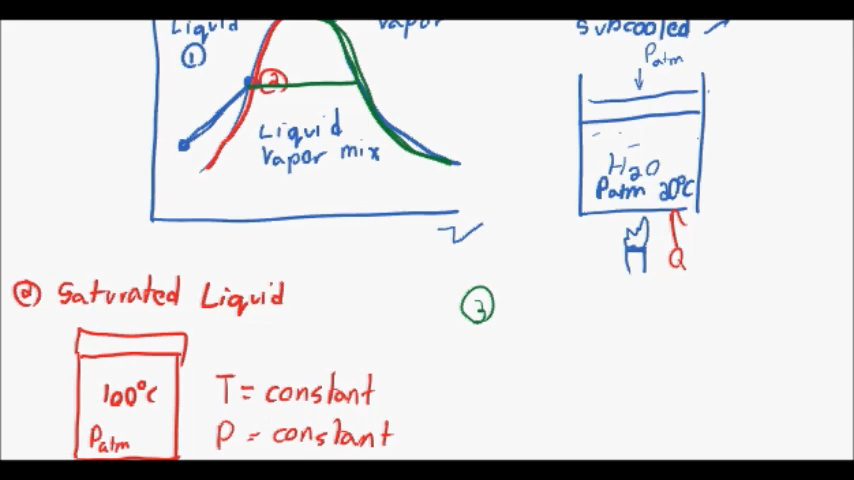 Liquid
Vapor
Subcooled
①
Patm
②
Liquid
Vapor mix
H2O
Patm 20°C
V
Q
② Saturated Liquid
③
100°C
T = constant
Patm
P = constant